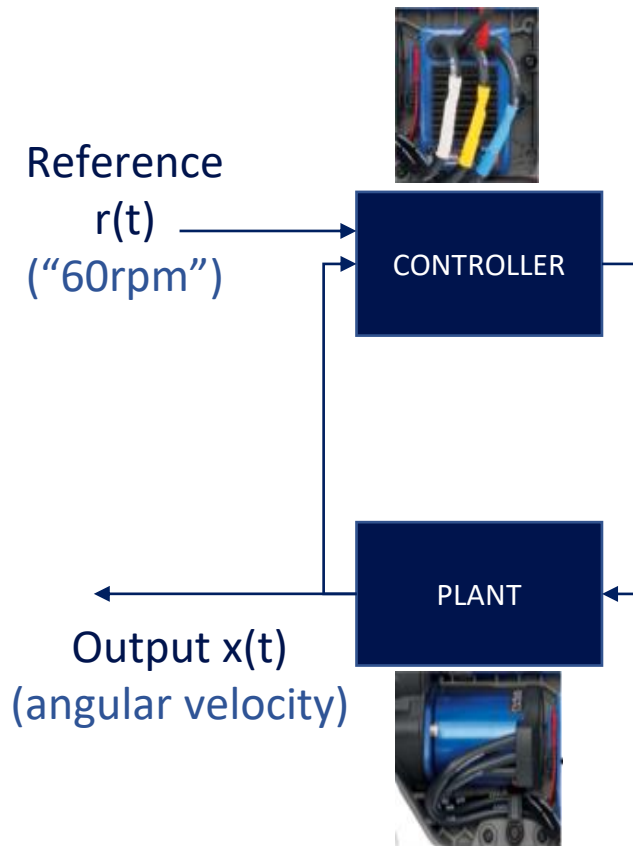 Reference
r(t)
(“60rpm”)
CONTROLLER
PLANT
Output x(t)
(angular velocity)